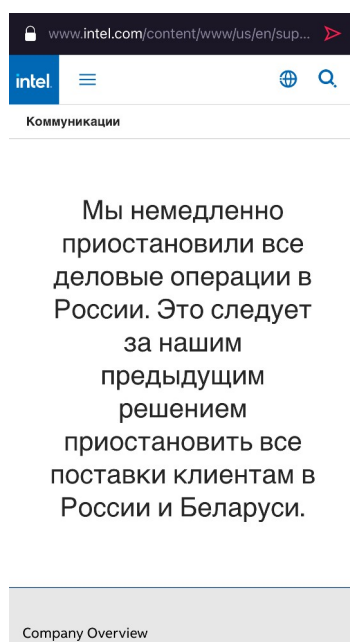 www.intel.com/content/www/us/en/sup...
intel.
Коммуникации
Мы немедленно
приостановили все
деловые операции в
России. Это следует
за нашим
предыдущим
решением
приостановить все
поставки клиентам в
России и Беларуси.
Company Overview